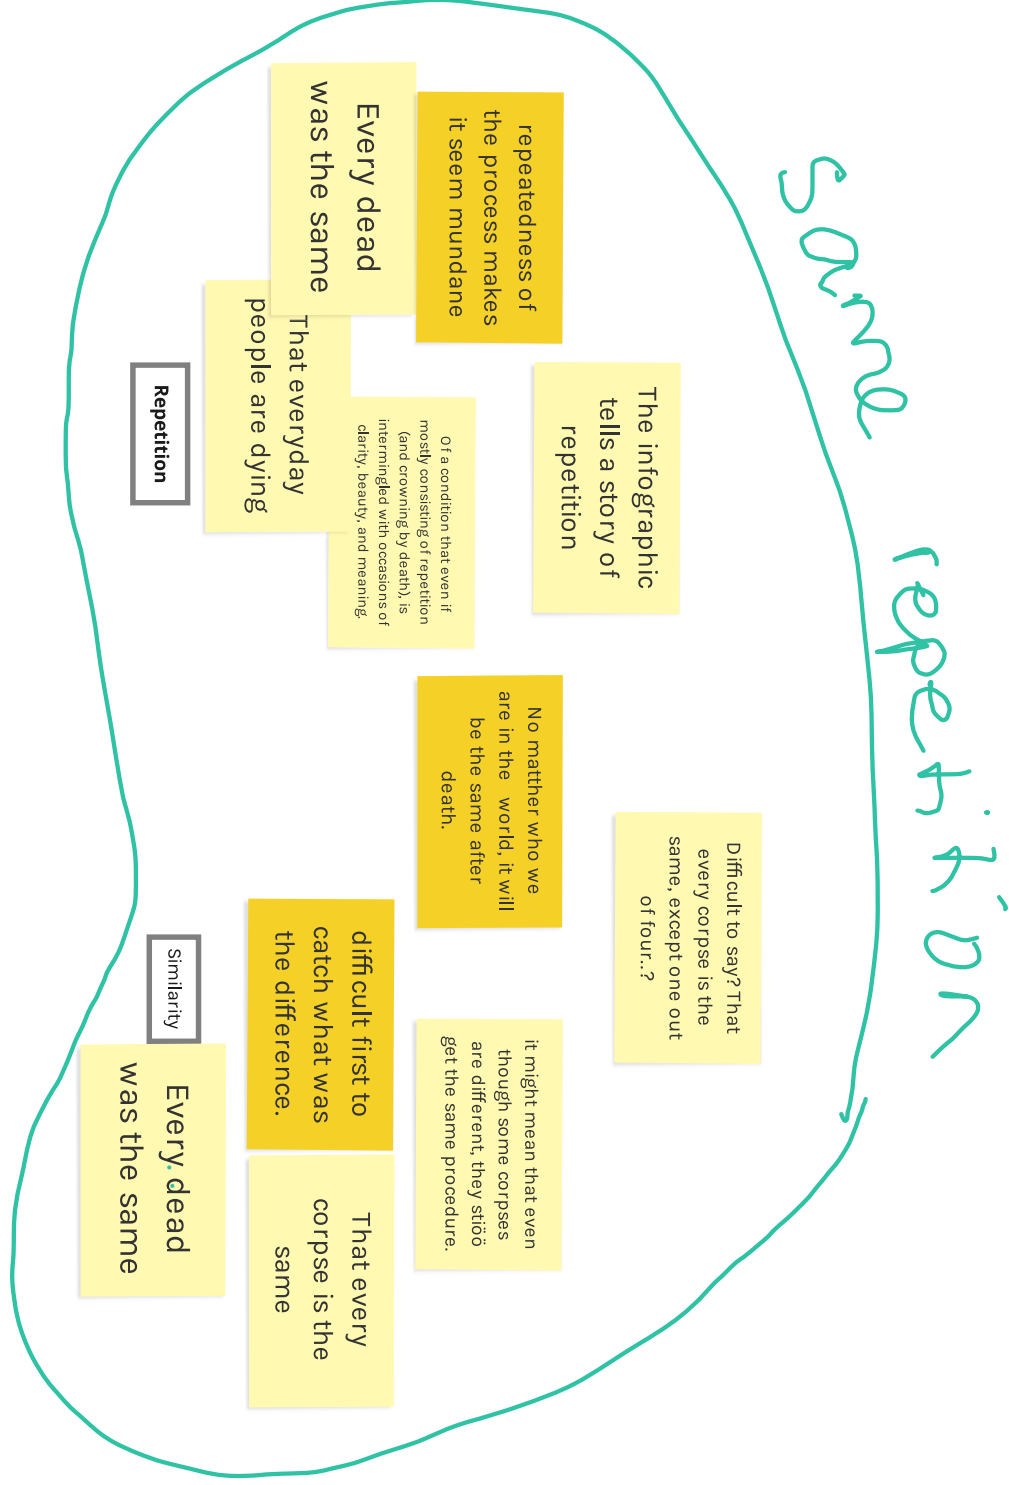 same repetition
repeatedness of
the process makes
it seem mundane
Every dead
was the same
The infographic
tells a story of
repetition
That everyday
people are dying
Of a condition that even if
mostly consisting of repetition
(and crowning by death), is
intermingled with occasions of
clarity, beauty, and meaning.
Repetition
No matther who we
are in the world, it will
be the same after
death.
Difficult to say? That
every corpse is the
same, except one out
of four..?
difficult first to
catch what was
the difference.
it might mean that even
though some corpses
are different, they stiöö
get the same procedure.
Similarity
Every dead
was the same
That every
corpse is the
same